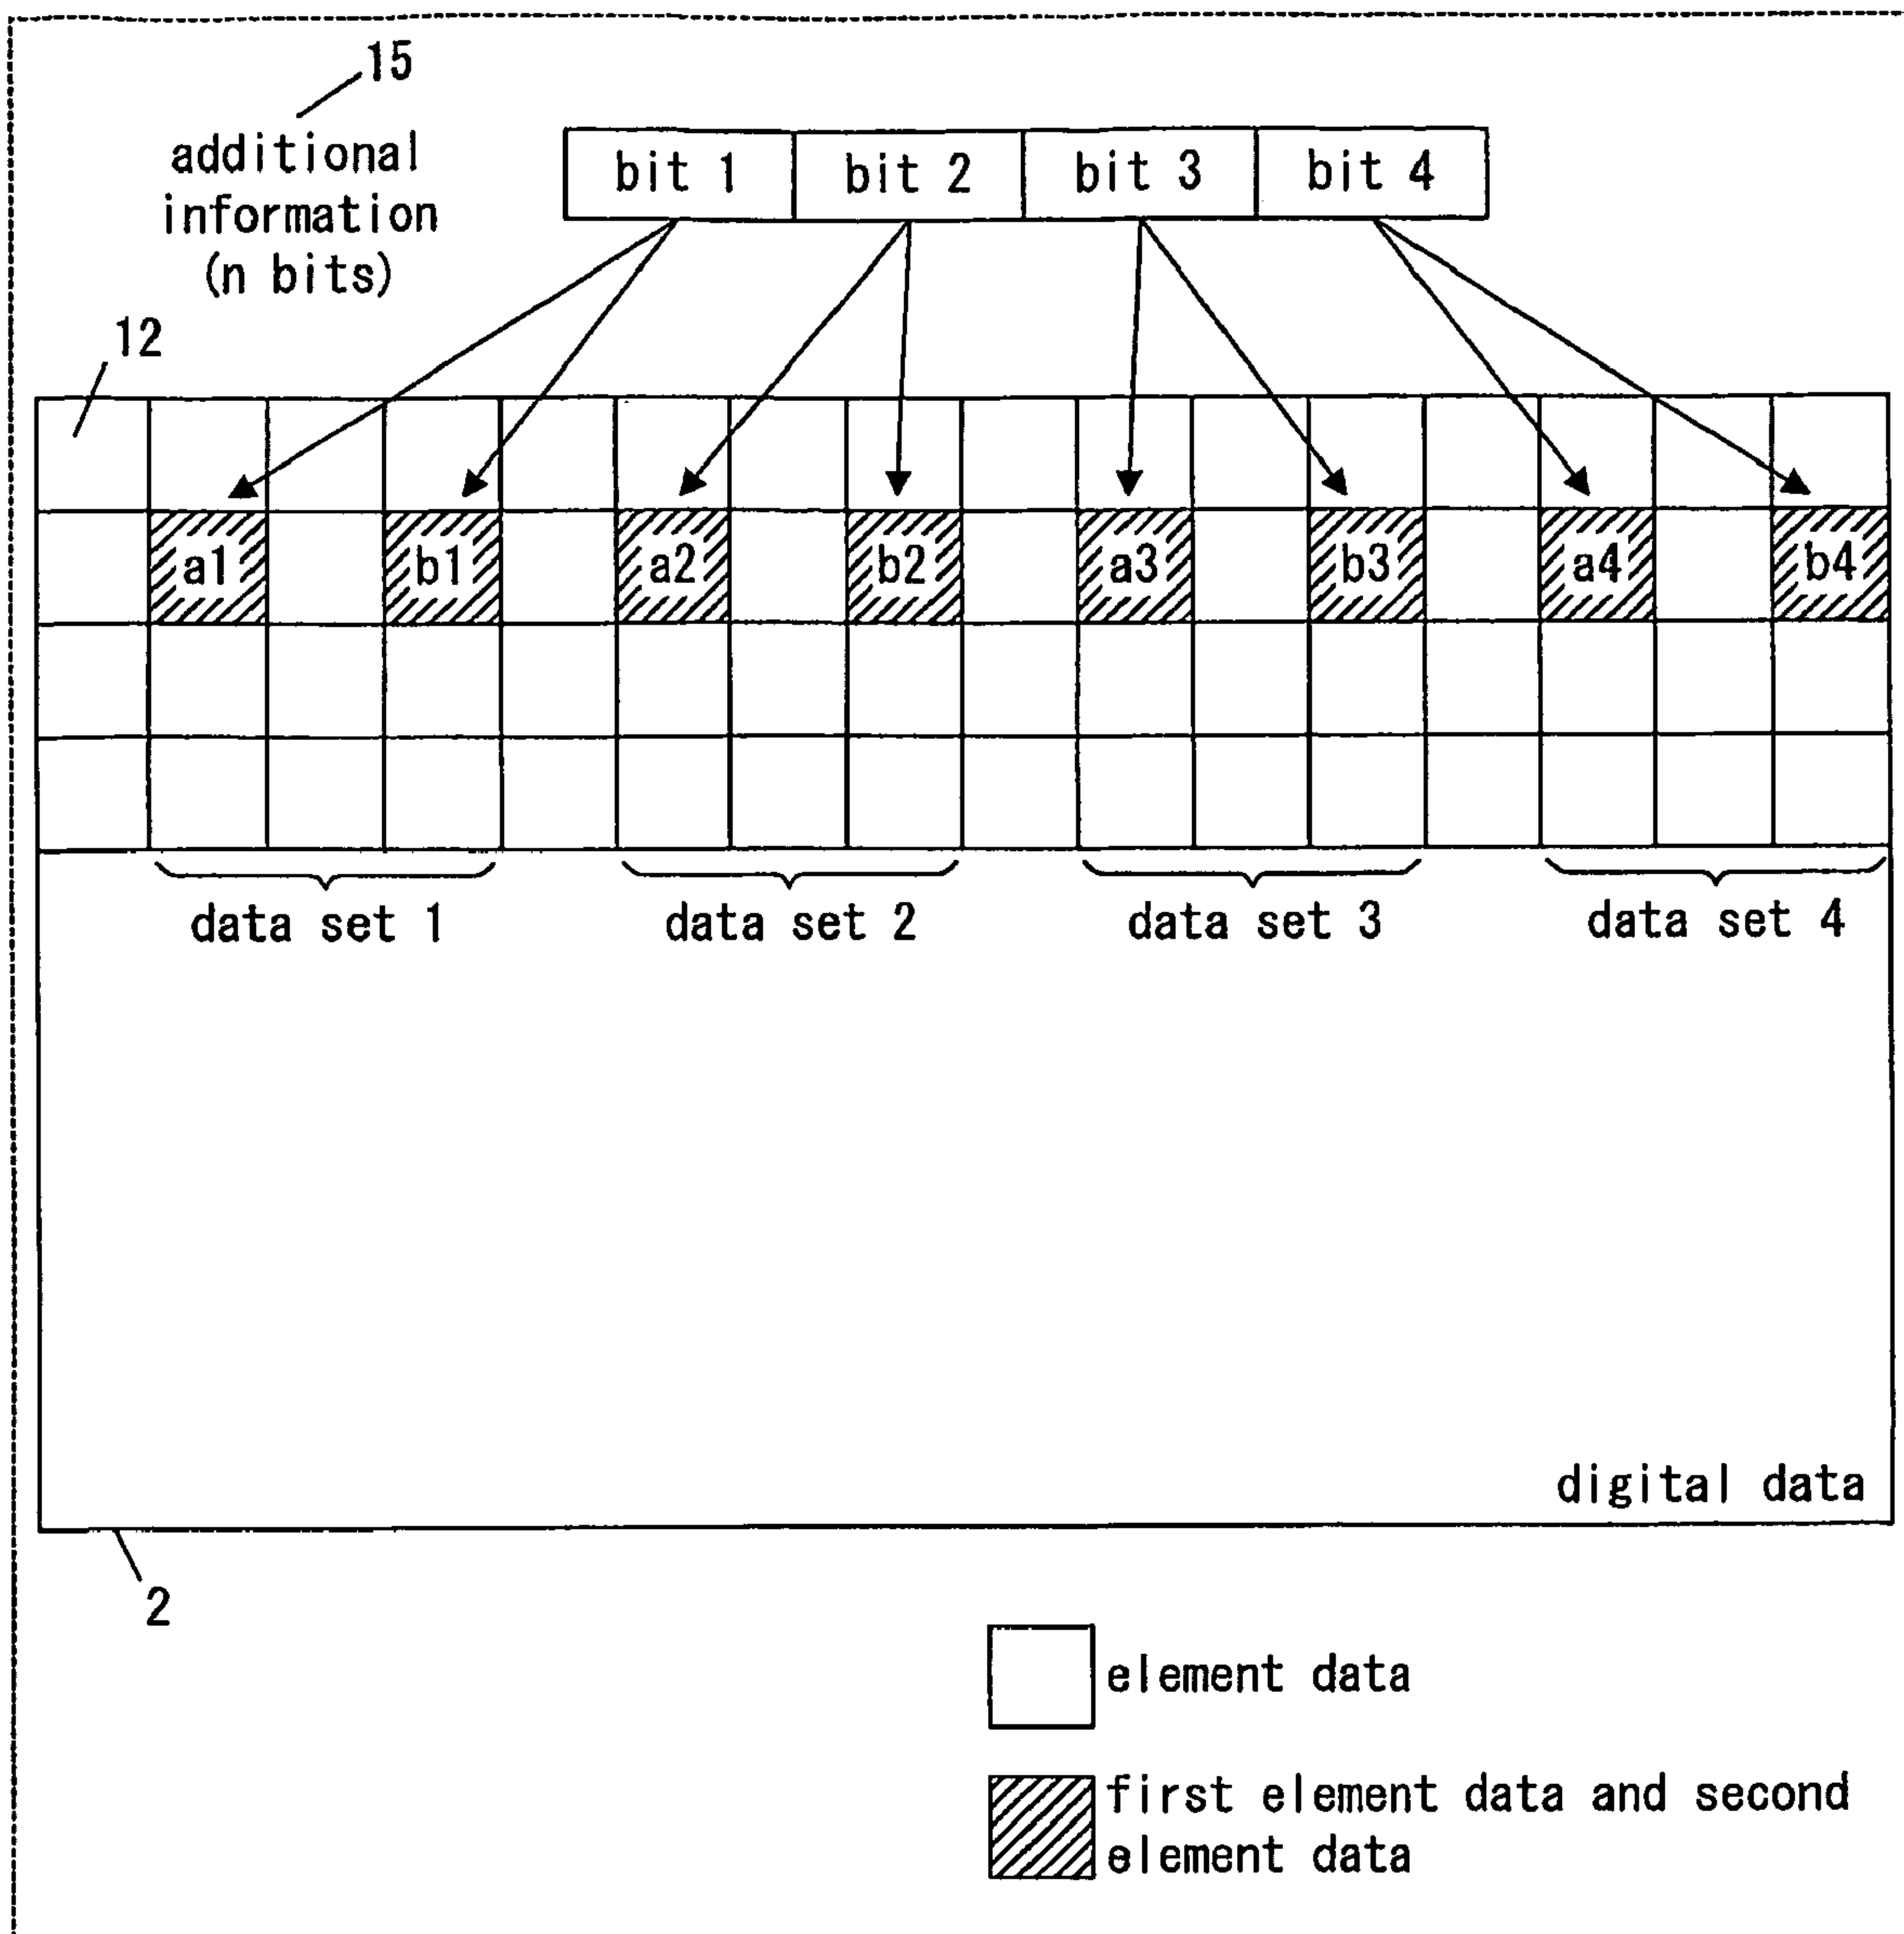 15
additional
information
(n bits)
bit 1 bit 2 bit 3 bit 4
12
a1 b1 a2 b2 a3 b3 a4 b4
data set 1 data set 2 data set 3 data set 4
digital data
2
element data
first element data and second
element data